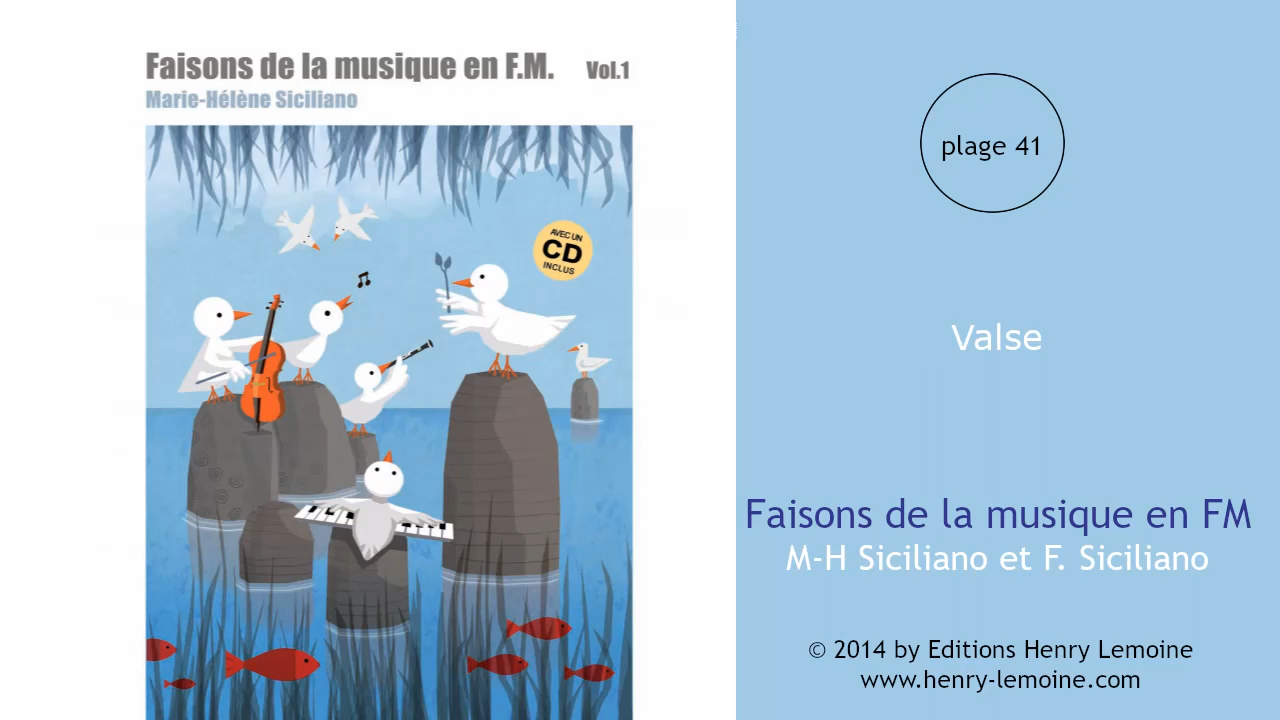 Faisons de la musique en F.M. Vol.1
Marie-Hélène Siciliano
AVEC UN
CD
INCLUS
plage 41
Valse
Faisons de la musique en FM
M-H Siciliano et F. Siciliano
© 2014 by Editions Henry Lemoine
www.henry-lemoine.com